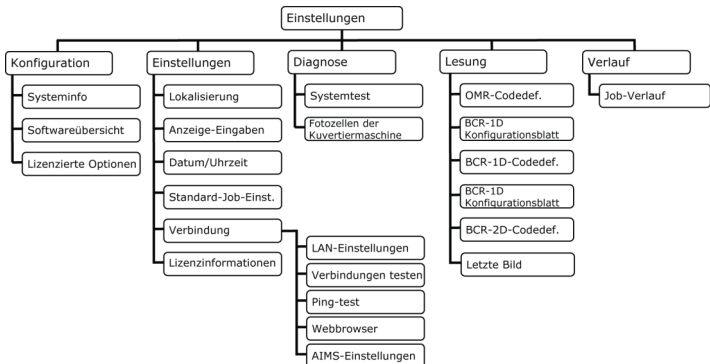 Einstellungen
Konfiguration
Einstellungen
Diagnose
Lesung
Verlauf
Systeminfo
Softwareübersicht
Lizenzierte Optionen
Lokalisierung
Anzeige-Eingaben
Datum/Uhrzeit
Standard-Job-Einst.
Verbindung
Lizenzinformationen
LAN-Einstellungen
Verbindungen testen
Ping-test
Webbrowser
AIMS-Einstellungen
Systemtest
Fotozellen der
Kuvertiermaschine
OMR-Codedef.
BCR-1D
Konfigurationsblatt
BCR-1D-Codedef.
BCR-1D
Konfigurationsblatt
BCR-2D-Codedef.
Letzte Bild
Job-Verlauf